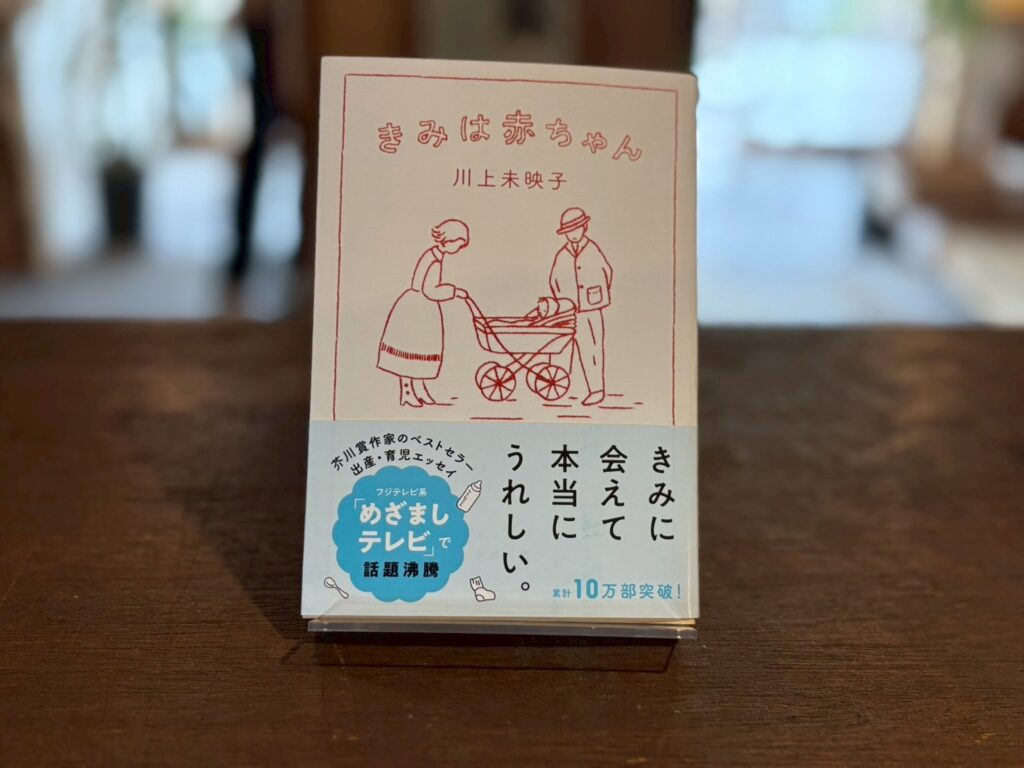 きみは赤ちゃん
川上未映子
芥川賞作家のベストセラー
出産・育児エッセイ
フジテレビ系
「めざまし
テレビ」で
話題沸騰
きみに
会えて
本当に
うれしい。
累計10万部突破!